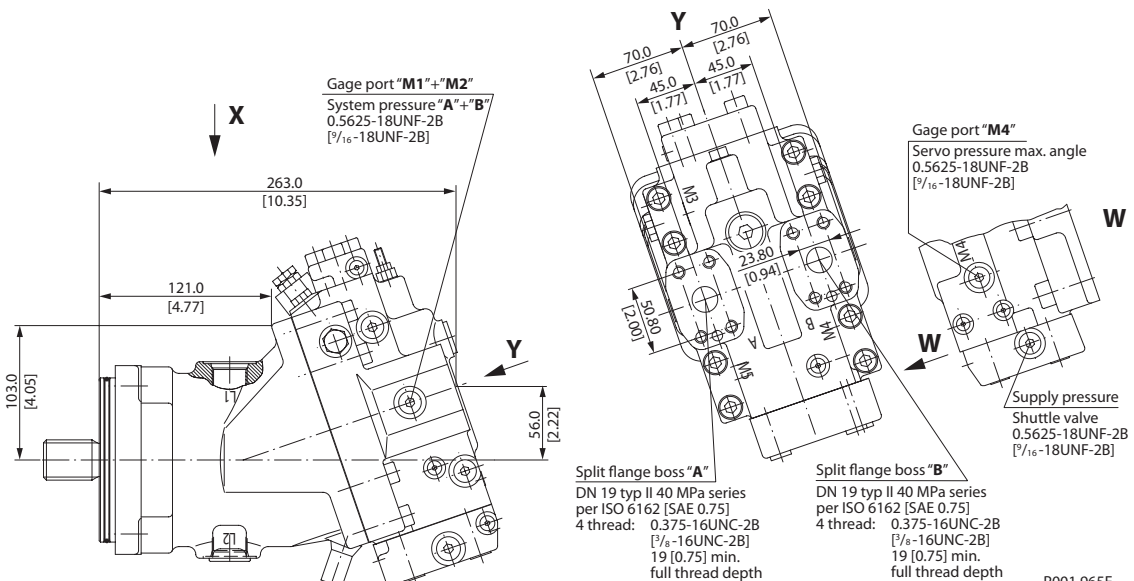 Y
70.0
[2.76]
70.0
[2.76]
45.0
[1.77]
45.0
[1.77]
Gage port "M1"+"M2"
System pressure "A"+"B"
0.5625-18UNF-2B
[9/16-18UNF-2B]
X
263.0
[10.35]
121.0
[4.77]
103.0
[4.05]
L1
L2
Y
56.0
[2.22]
M3
23.80
[0.94]
50.80
[2.00]
A
B
M4
M5
Gage port "M4"
Servo pressure max. angle
0.5625-18UNF-2B
[9/16-18UNF-2B]
W
M4
W
Supply pressure
Shuttle valve
0.5625-18UNF-2B
[9/16-18UNF-2B]
Split flange boss "A"
DN 19 typ II 40 MPa series
per ISO 6162 [SAE 0.75]
4 thread: 0.375-16UNC-2B
[3/8-16UNC-2B]
19 [0.75] min.
full thread depth
Split flange boss "B"
DN 19 typ II 40 MPa series
per ISO 6162 [SAE 0.75]
4 thread: 0.375-16UNC-2B
[3/8-16UNC-2B]
19 [0.75] min.
full thread depth